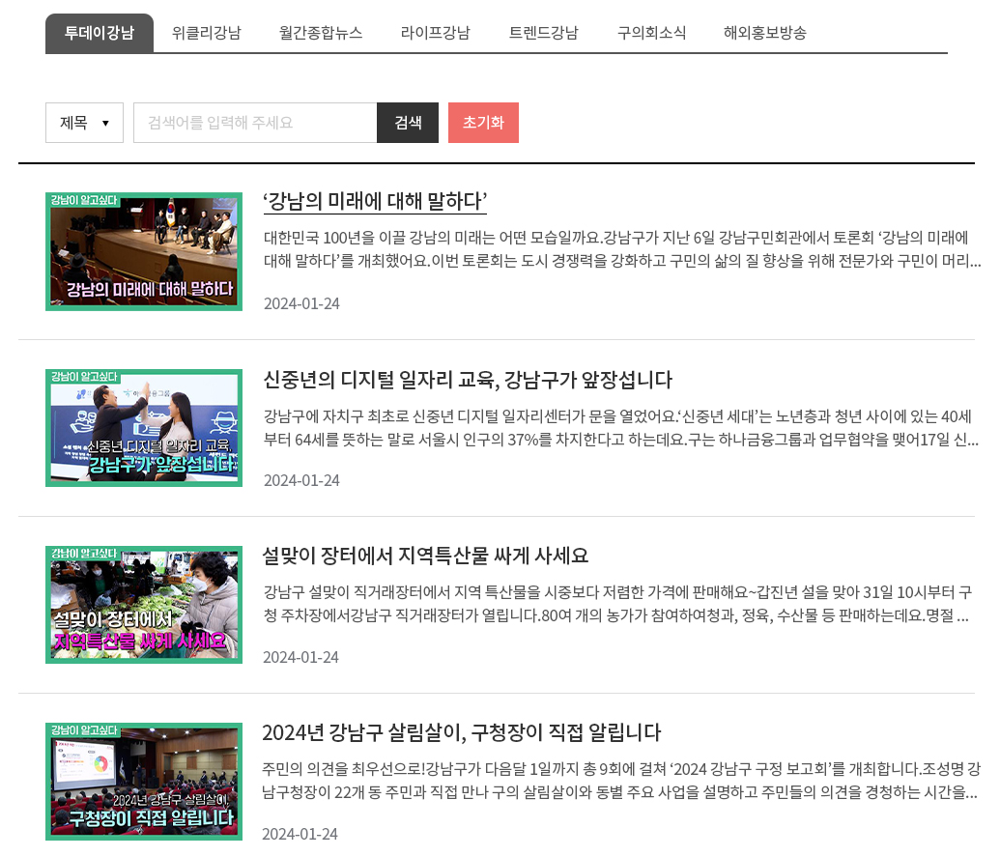 투데이강남 위클리강남 월간종합뉴스 라이프강남 트렌드강남 구의회소식 해외홍보방송
제목 ▼ 검색어를 입력해 주세요 검색 초기화
강남이 알고싶다
강남의 미래에 대해 말하다
‘강남의 미래에 대해 말하다’
대한민국 100년을 이끌 강남의 미래는 어떤 모습일까요.강남구가 지난 6일 강남구민회관에서 토론회 ‘강남의 미래에
대해 말하다’를 개최했어요.이번 토론회는 도시 경쟁력을 강화하고 구민의 삶의 질 향상을 위해 전문가와 구민이 머리...
2024-01-24
강남이 알고싶다
신중년 디지털 일자리 교육,
강남구가 앞장섭니다
신중년의 디지털 일자리 교육, 강남구가 앞장섭니다
강남구에 자치구 최초로 신중년 디지털 일자리센터가 문을 열었어요.‘신중년 세대’는 노년층과 청년 사이에 있는 40세
부터 64세를 뜻하는 말로 서울시 인구의 37%를 차지한다고 하는데요.구는 하나금융그룹과 업무협약을 맺어17일 신...
2024-01-24
강남이 알고싶다
설맞이 장터에서
지역특산물 싸게 사세요
설맞이 장터에서 지역특산물 싸게 사세요
강남구 설맞이 직거래장터에서 지역 특산물을 시중보다 저렴한 가격에 판매해요~갑진년 설을 맞아 31일 10시부터 구
청 주차장에서강남구 직거래장터가 열립니다.80여 개의 농가가 참여하여청과, 정육, 수산물 등 판매하는데요.명절 ...
2024-01-24
강남이 알고싶다
2024년 강남구 살림살이,
구청장이 직접 알립니다
2024년 강남구 살림살이, 구청장이 직접 알립니다
주민의 의견을 최우선으로!강남구가 다음달 1일까지 총 9회에 걸쳐 ‘2024 강남구 구정 보고회’를 개최합니다.조성명 강
남구청장이 22개 동 주민과 직접 만나 구의 살림살이와 동별 주요 사업을 설명하고 주민들의 의견을 경청하는 시간을...
2024-01-24